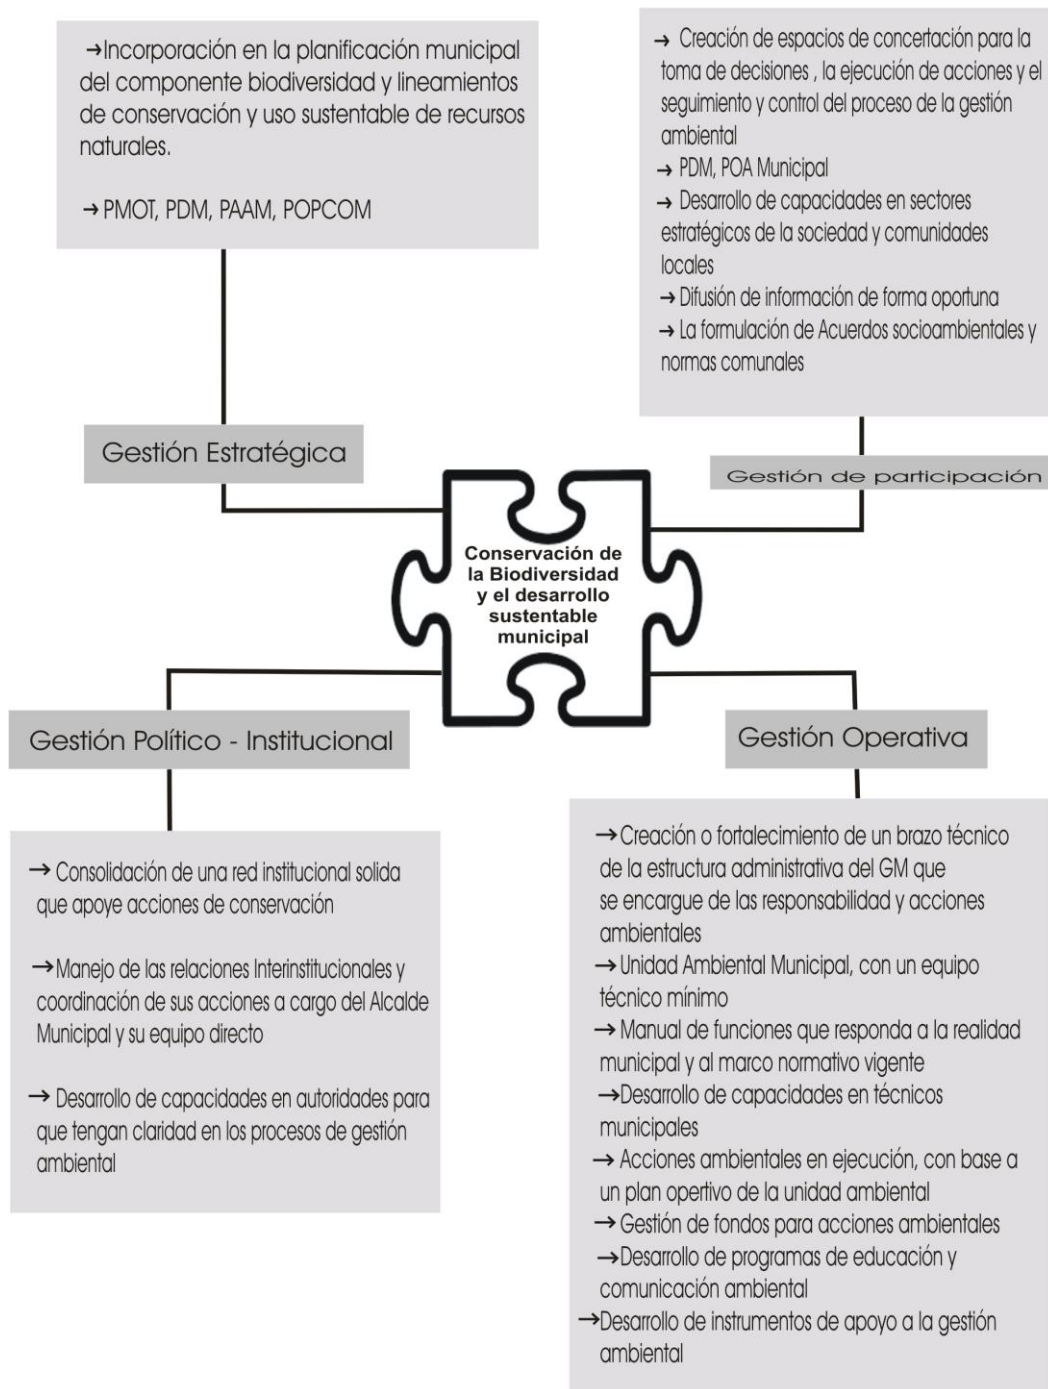 →Incorporación en la planificación municipal
del componente biodiversidad y lineamientos
de conservación y uso sustentable de recursos
naturales.
→ PMOT, PDM, PAAM, POPCOM
Gestión Estratégica
→ Creación de espacios de concertación para la
toma de decisiones , la ejecución de acciones y el
seguimiento y control del proceso de la gestión
ambiental
→ PDM, POA Municipal
→ Desarrollo de capacidades en sectores
estratégicos de la sociedad y comunidades
locales
→ Difusión de información de forma oportuna
→ La formulación de Acuerdos socioambientales y
normas comunales
Gestión de participación
Conservación de
la Biodiversidad
y el desarrollo
sustentable
municipal
Gestión Político - Institucional
→ Consolidación de una red institucional solida
que apoye acciones de conservación
→ Manejo de las relaciones Interinstitucionales y
coordinación de sus acciones a cargo del Alcalde
Municipal y su equipo directo
→ Desarrollo de capacidades en autoridades para
que tengan claridad en los procesos de gestión
ambiental
Gestión Operativa
→Creación o fortalecimiento de un brazo técnico
de la estructura administrativa del GM que
se encargue de las responsabilidad y acciones
ambientales
→Unidad Ambiental Municipal, con un equipo
técnico mínimo
→ Manual de funciones que responda a la realidad
municipal y al marco normativo vigente
→Desarrollo de capacidades en técnicos
municipales
→ Acciones ambientales en ejecución, con base a
un plan opertivo de la unidad ambiental
→ Gestión de fondos para acciones ambientales
→Desarrollo de programas de educación y
comunicación ambiental
→Desarrollo de instrumentos de apoyo a la gestión
ambiental